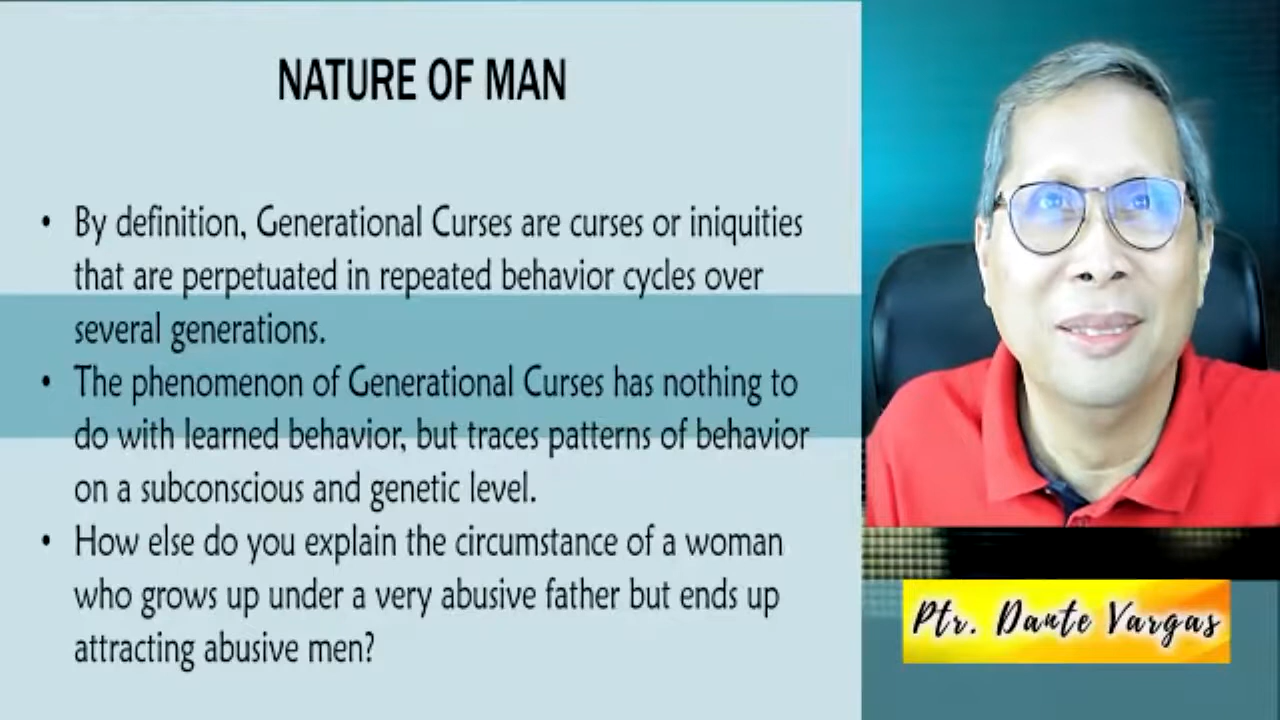 NATURE OF MAN
• By definition, Generational Curses are curses or iniquities
that are perpetuated in repeated behavior cycles over
several generations.
• The phenomenon of Generational Curses has nothing to
do with learned behavior, but traces patterns of behavior
on a subconscious and genetic level.
• How else do you explain the circumstance of a woman
who grows up under a very abusive father but ends up
attracting abusive men?
Ptr. Dante Vargas